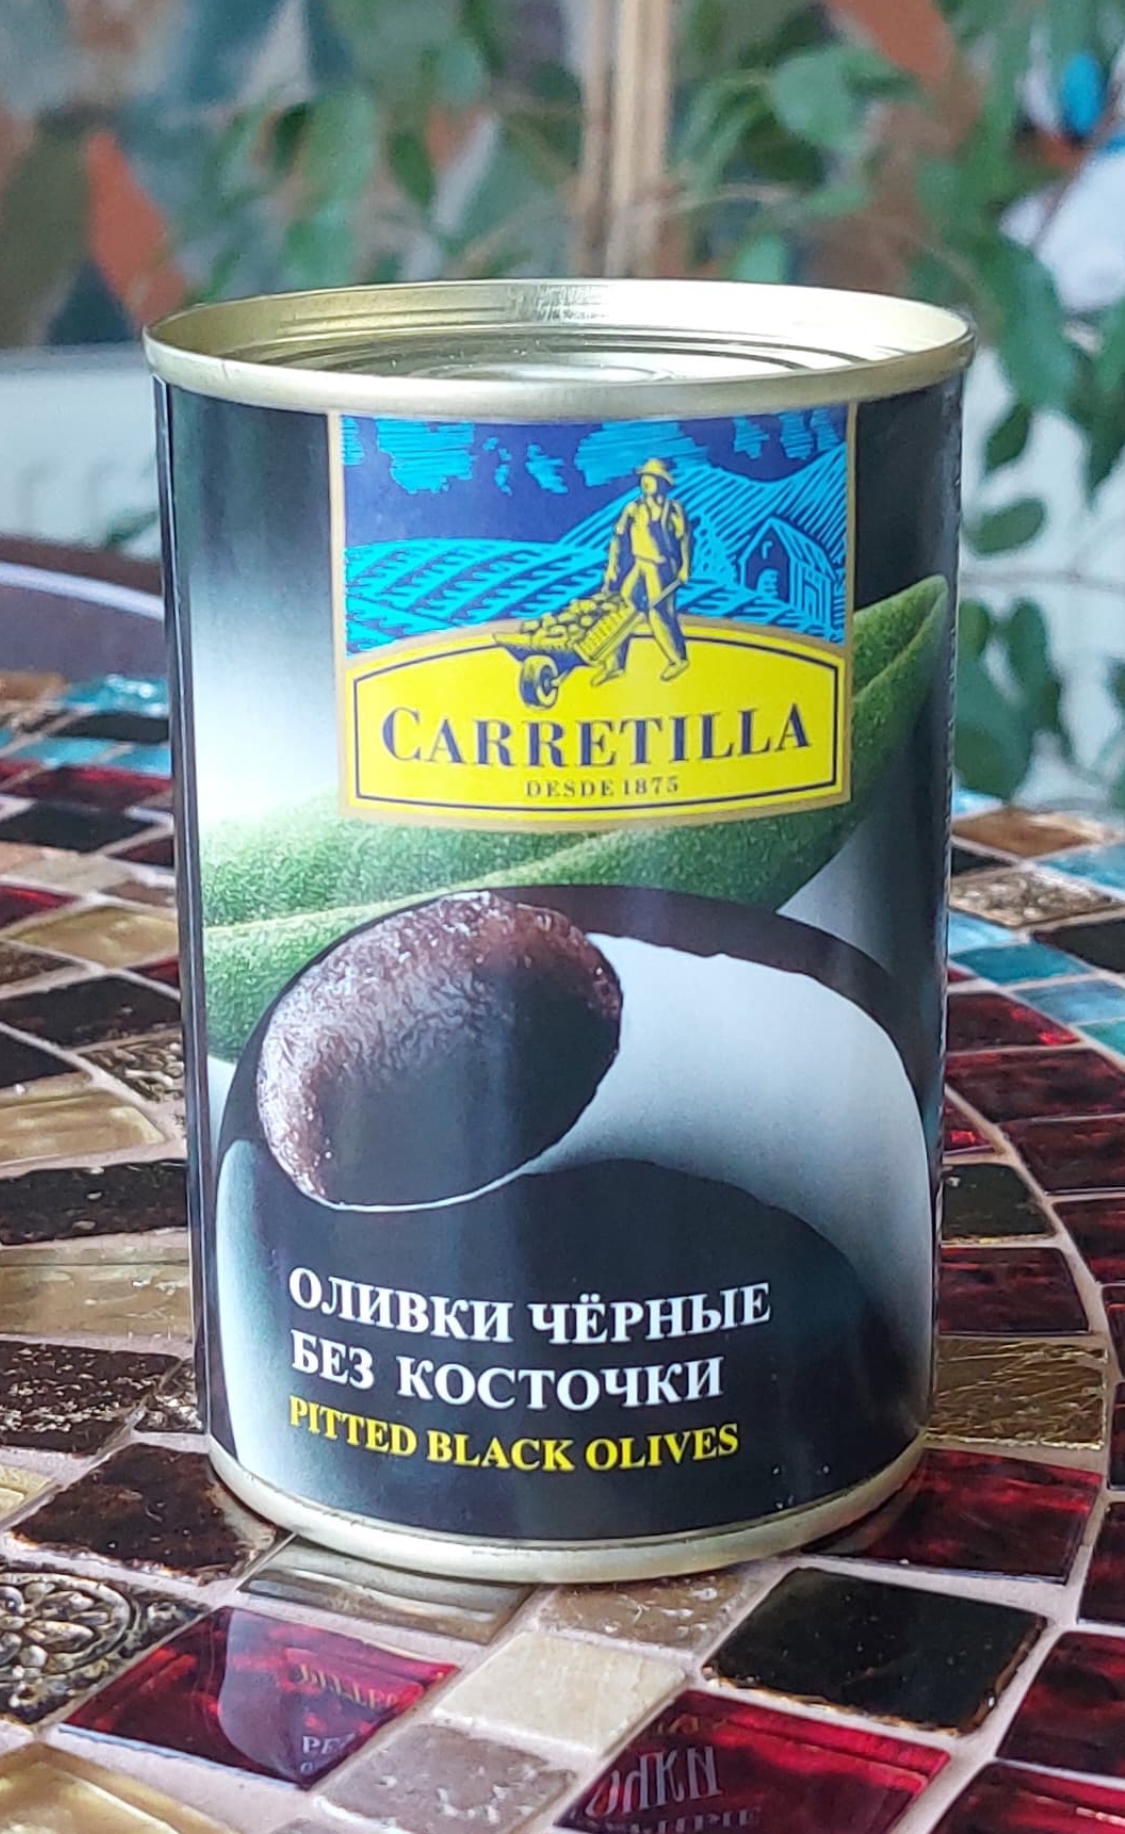 CARRETILLA
DESDE 1875
ОЛИВКИ ЧЁРНЫЕ
БЕЗ КОСТОЧКИ
PITTED BLACK OLIVES